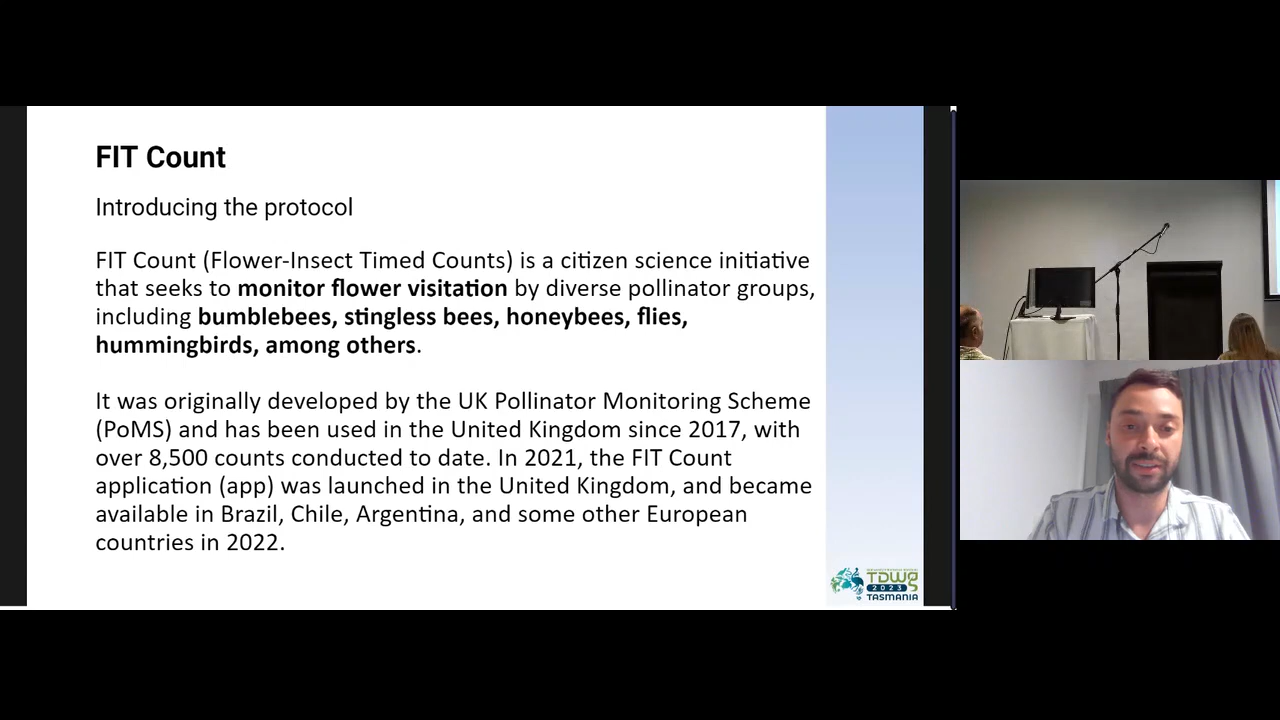 FIT Count
Introducing the protocol
FIT Count (Flower-Insect Timed Counts) is a citizen science initiative
that seeks to monitor flower visitation by diverse pollinator groups,
including bumblebees, stingless bees, honeybees, flies,
hummingbirds, among others.
It was originally developed by the UK Pollinator Monitoring Scheme
(PoMS) and has been used in the United Kingdom since 2017, with
over 8,500 counts conducted to date. In 2021, the FIT Count
application (app) was launched in the United Kingdom, and became
available in Brazil, Chile, Argentina, and some other European
countries in 2022.
TDWG
2023
TASMANIA